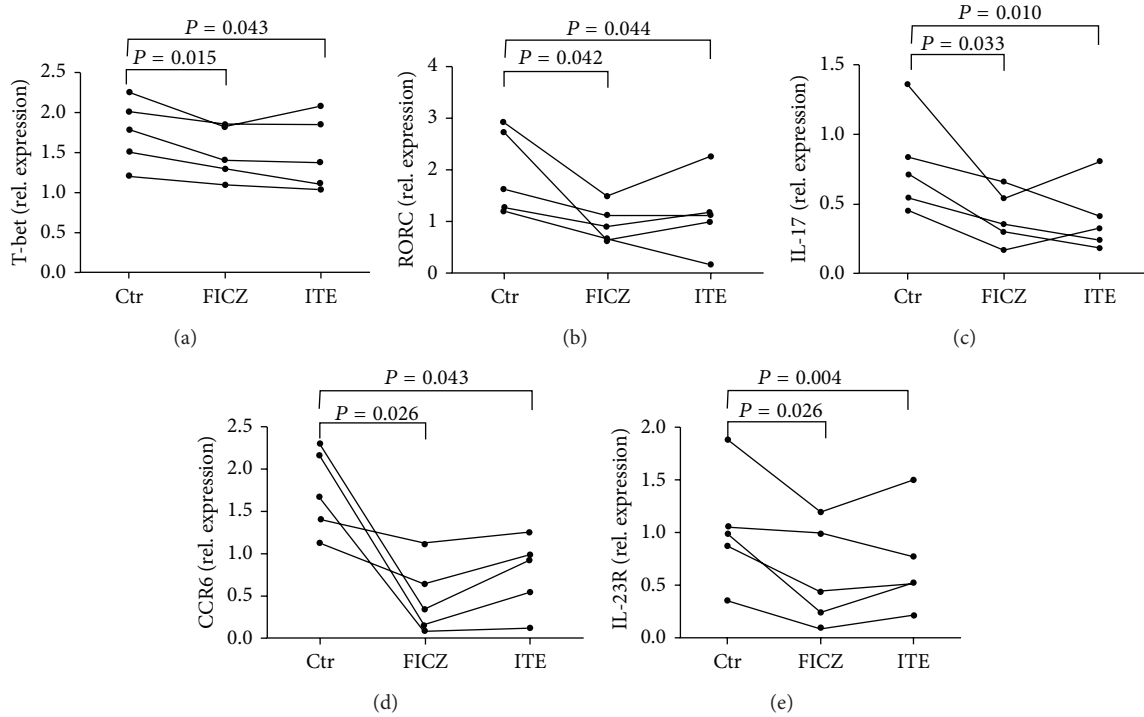 P = 0.043
P = 0.015
T-bet (rel. expression)
2.5
2.0
1.5
1.0
0.5
0.0
Ctr FICZ ITE
(a)
P = 0.044
P = 0.042
RORC (rel. expression)
4
3
2
1
0
Ctr FICZ ITE
(b)
P = 0.010
P = 0.033
IL-17 (rel. expression)
1.5
1.0
0.5
0.0
Ctr FICZ ITE
(c)
P = 0.043
P = 0.026
CCR6 (rel. expression)
2.5
2.0
1.5
1.0
0.5
0.0
Ctr FICZ ITE
(d)
P = 0.004
P = 0.026
IL-23R (rel. expression)
2.0
1.5
1.0
0.5
0.0
Ctr FICZ ITE
(e)